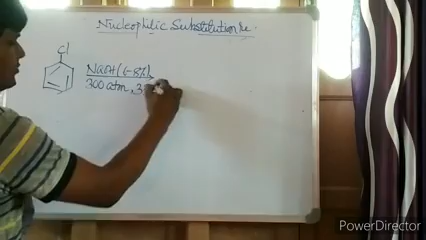 Nucleophilic Substitution Re
Cl
NaOH (6-8%)
300 atm, 3
PowerDirector